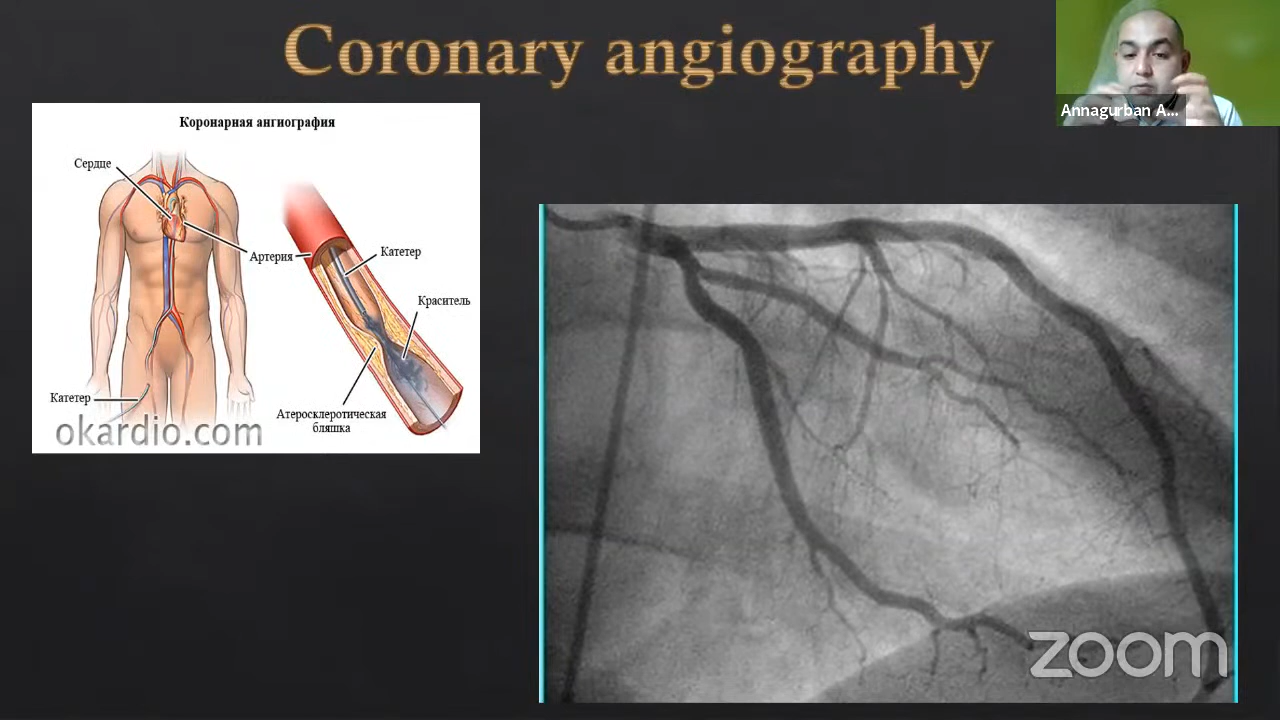 Coronary angiography
Annagurban A...
Коронарная ангиография
Сердце
Артерия
Катетер
Краситель
Катетер
Атеросклеротическая
бляшка
okardio.com
zoom